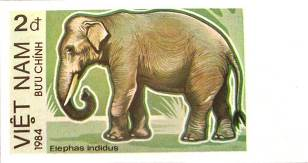 2đ
VIỆT NAM
BƯU CHÍNH
1984
Elephas indidus